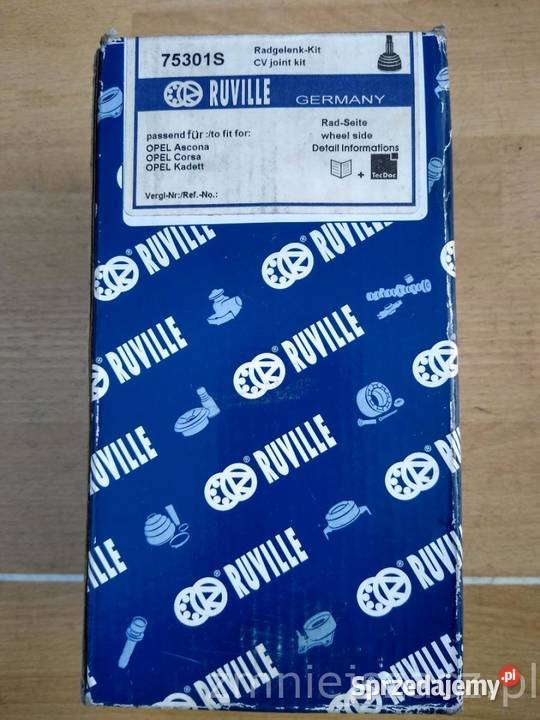 75301S
Radgelenk-Kit
CV joint kit
RUVILLE GERMANY
passend für :/to fit for:
OPEL Ascona
OPEL Corsa
OPEL Kadett
Rad-Seite
wheel side
Detail Informations
+ TecDoc
Vergl-Nr:/Ref.-No.:
RUVILLE
RUVILLE
RUVILLE
RUVILLE
RUVILLE
RUVILLE
RUVILLE
RUVILLE
RUVILLE
Sprzedajemy.pl